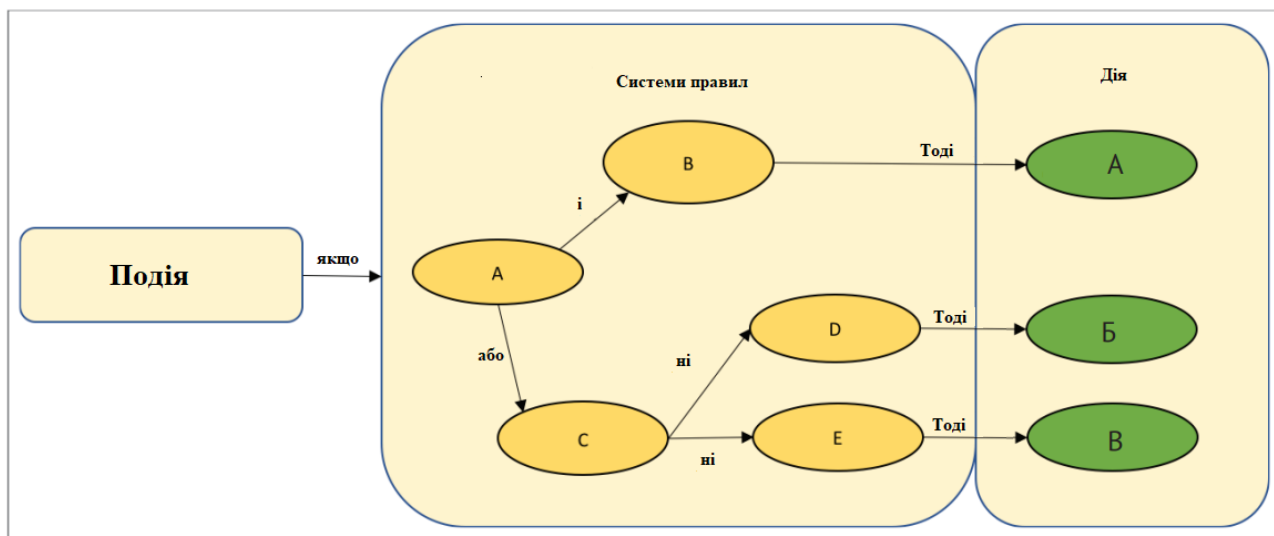 Системи правил
Дія
B
Тоді
А
і
Подія
якщо
A
або
D
Тоді
Б
ні
C
ні
E
Тоді
В